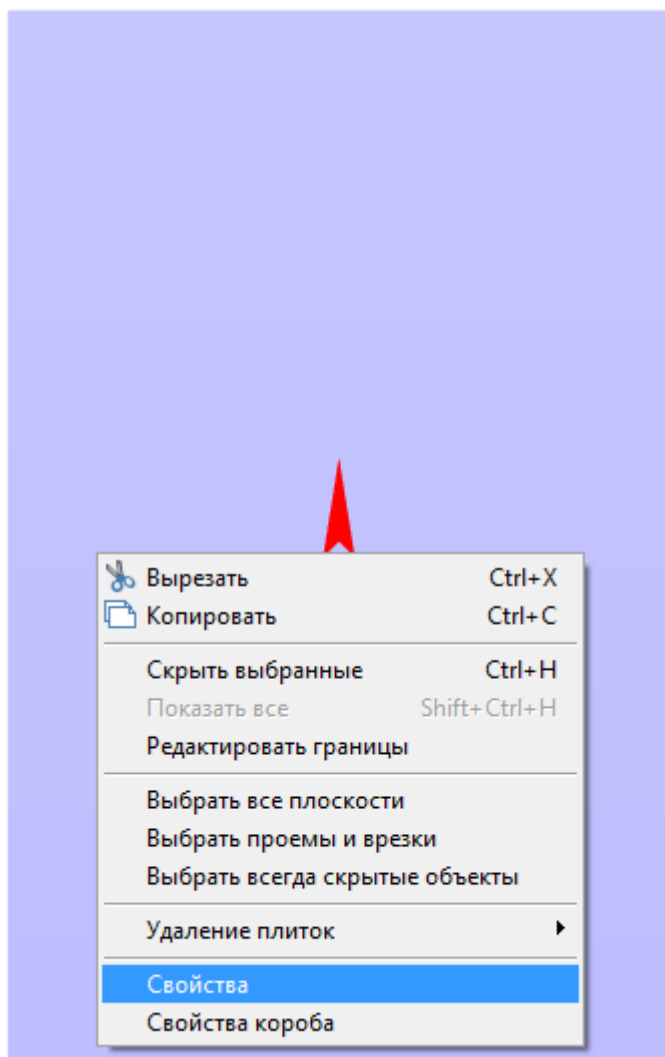 Вырезать Ctrl+X
Копировать Ctrl+C
Скрыть выбранные Ctrl+H
Показать все Shift+Ctrl+H
Редактировать границы
Выбрать все плоскости
Выбрать проемы и врезки
Выбрать всегда скрытые объекты
Удаление плиток
Свойства
Свойства короба